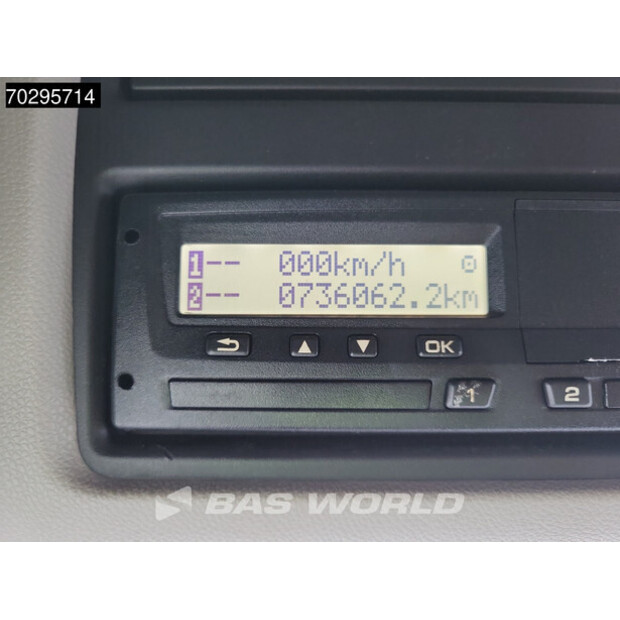 70295714
1-- 000km/h
2-- 0736062.2km
OK
1
2
BAS WORLD